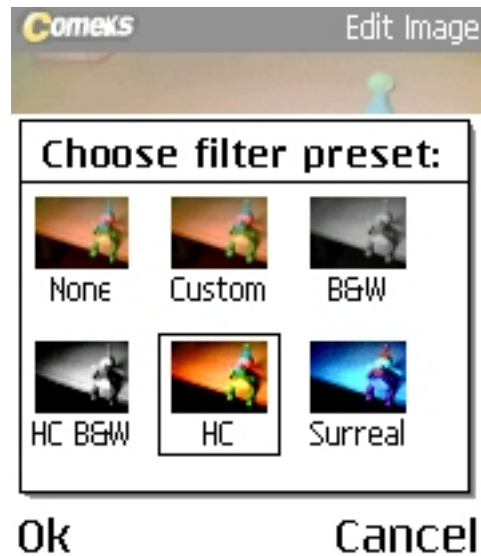 Comeks Edit Image
Choose filter preset:
None Custom B&W
HC B&W HC Surreal
Ok Cancel